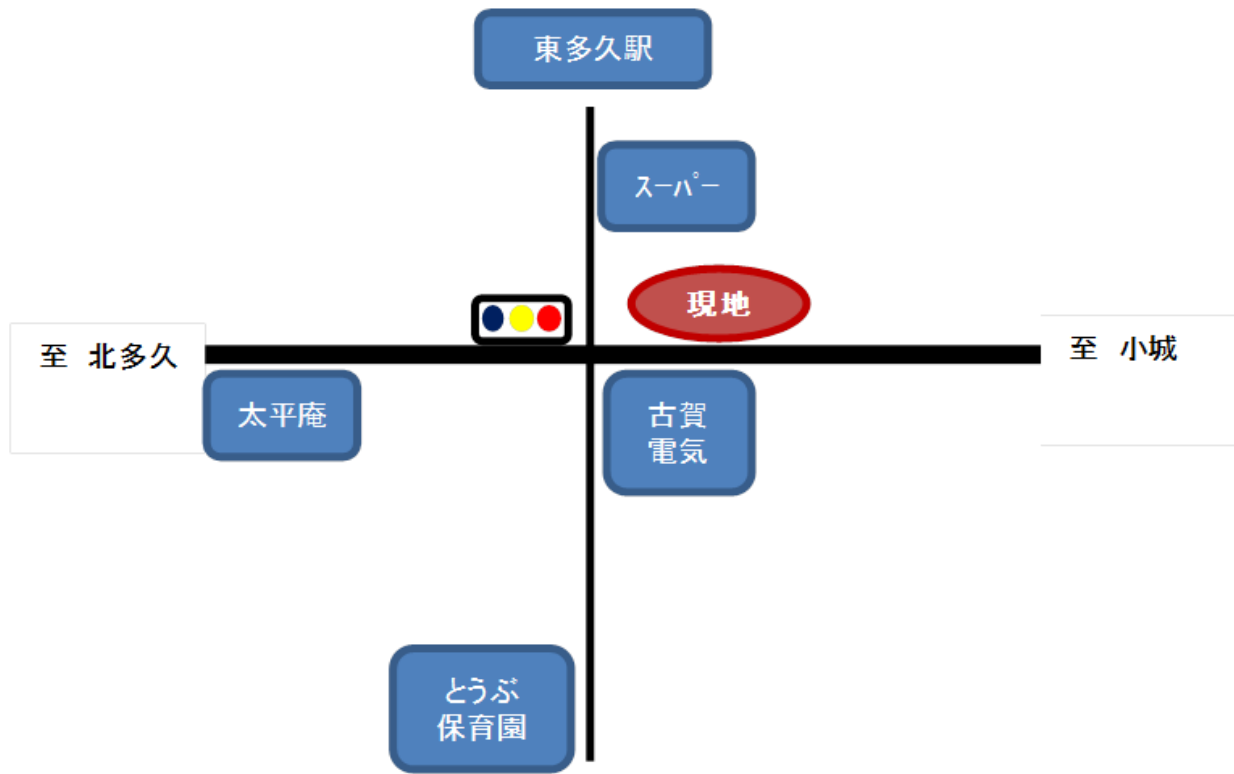 東多久駅
ｽｰﾊﾟｰ
現地
至　北多久
至　小城
太平庵
古賀
電気
とうぶ
保育園